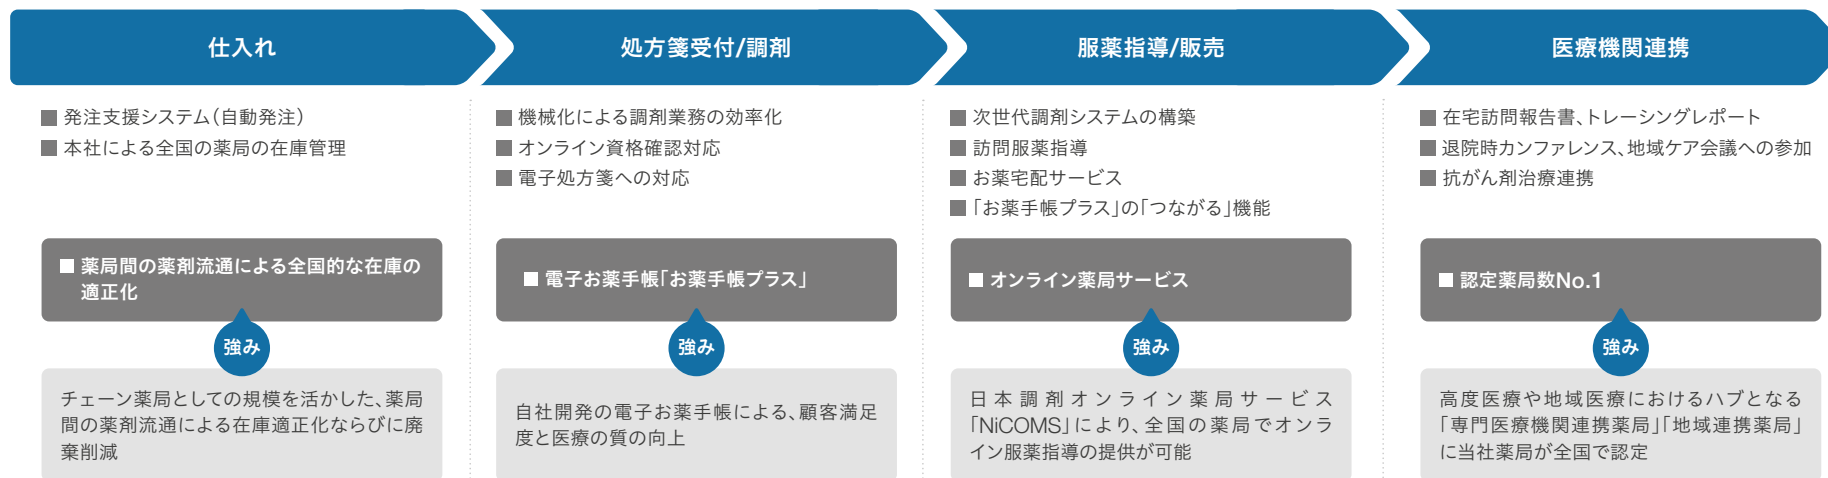 仕入れ
処方箋受付/調剤
服薬指導/販売
医療機関連携
発注支援システム(自動発注)
本社による全国の薬局の在庫管理
薬局間の薬剤流通による全国的な在庫の
適正化
強み
チェーン薬局としての規模を活かした、薬局
間の薬剤流通による在庫適正化ならびに廃
棄削減
機械化による調剤業務の効率化
オンライン資格確認対応
電子処方箋への対応
電子お薬手帳「お薬手帳プラス」
強み
自社開発の電子お薬手帳による、顧客満足
度と医療の質の向上
次世代調剤システムの構築
訪問服薬指導
お薬宅配サービス
「お薬手帳プラス」の「つながる」機能
オンライン薬局サービス
強み
日本調剤オンライン薬局サービス
「NiCOMS」により、全国の薬局でオンラ
イン服薬指導の提供が可能
在宅訪問報告書、トレーシングレポート
退院時カンファレンス、地域ケア会議への参加
抗がん剤治療連携
認定薬局数No.1
強み
高度医療や地域医療におけるハブとなる
「専門医療機関連携薬局」「地域連携薬局」
に当社薬局が全国で認定